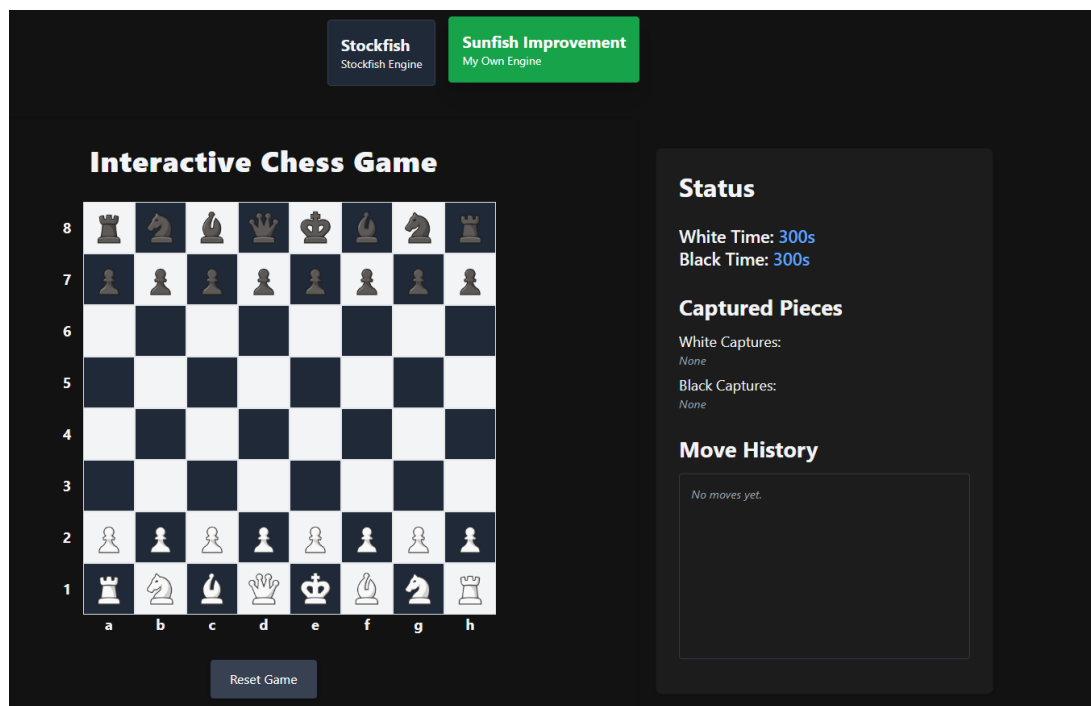 Stockfish
Stockfish Engine
Sunfish Improvement
My Own Engine
Interactive Chess Game
8
7
6
5
4
3
2
1
a b c d e f g h
Reset Game
Status
White Time: 300s
Black Time: 300s
Captured Pieces
White Captures:
None
Black Captures:
None
Move History
No moves yet.